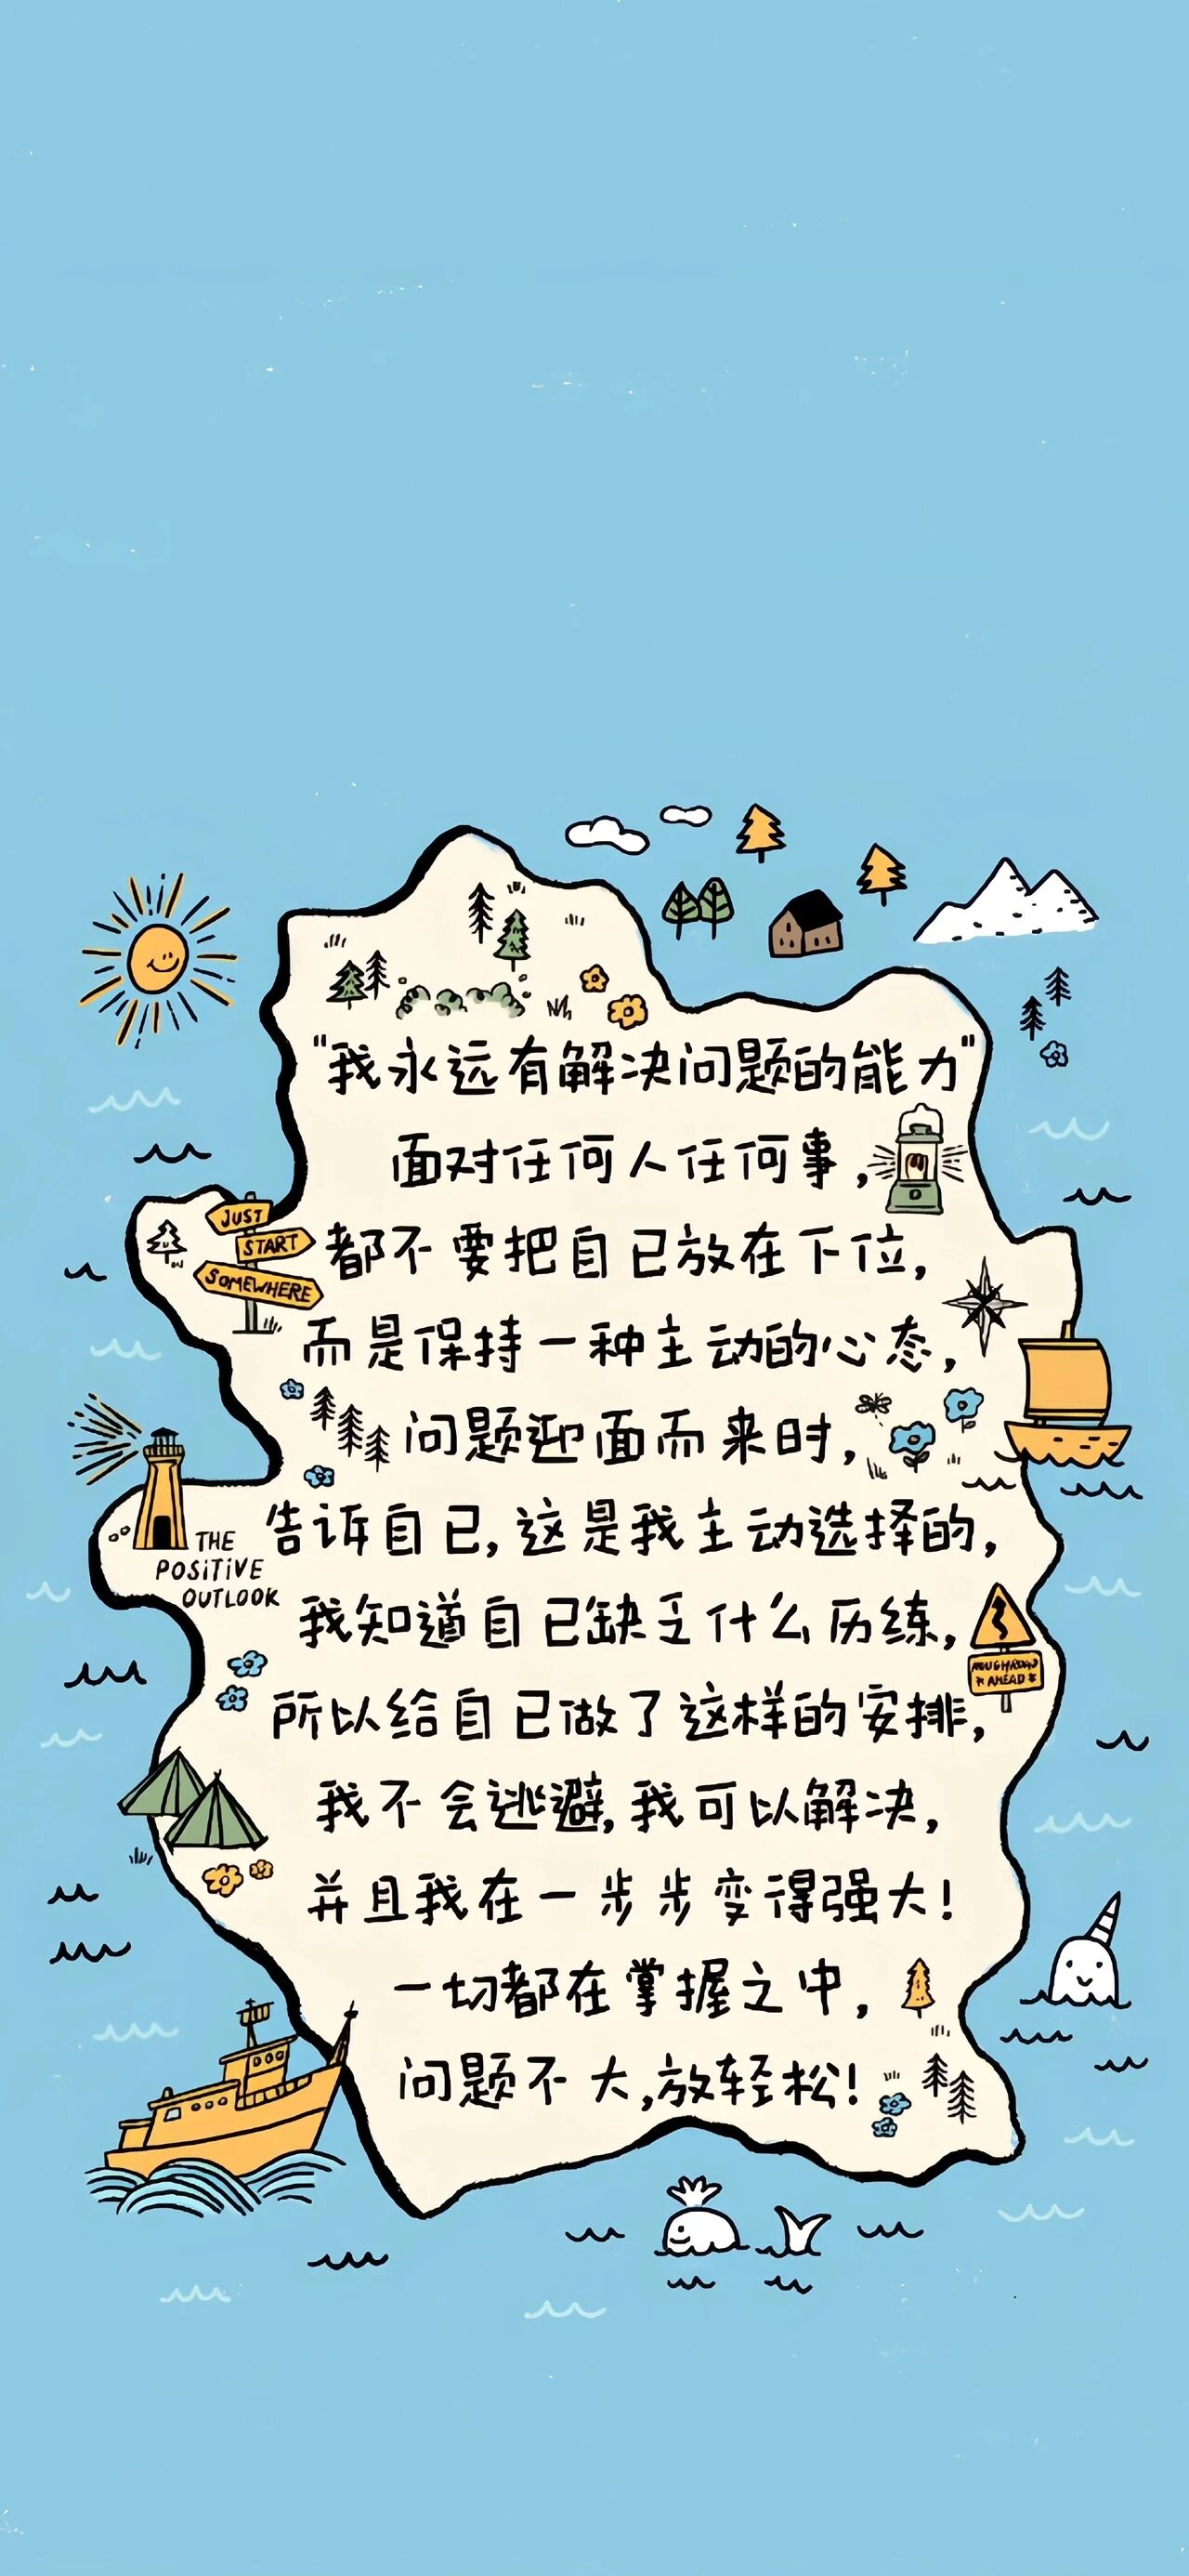 "我永远有解决问题的能力"
面对任何人任何事,
JUST
START
SOMEWHERE
都不要把自己放在下位,
而是保持一种主动的心态,
问题迎面而来时,
告诉自己,这是我主动选择的,
THE
POSITIVE
OUTLOOK
我知道自己缺乏什么历练,
ROUGH ROAD
AHEAD
所以给自己做了这样的安排,
我不会逃避,我可以解决,
并且我在一步步变得强大!
一切都在掌握之中,
问题不大,放轻松!